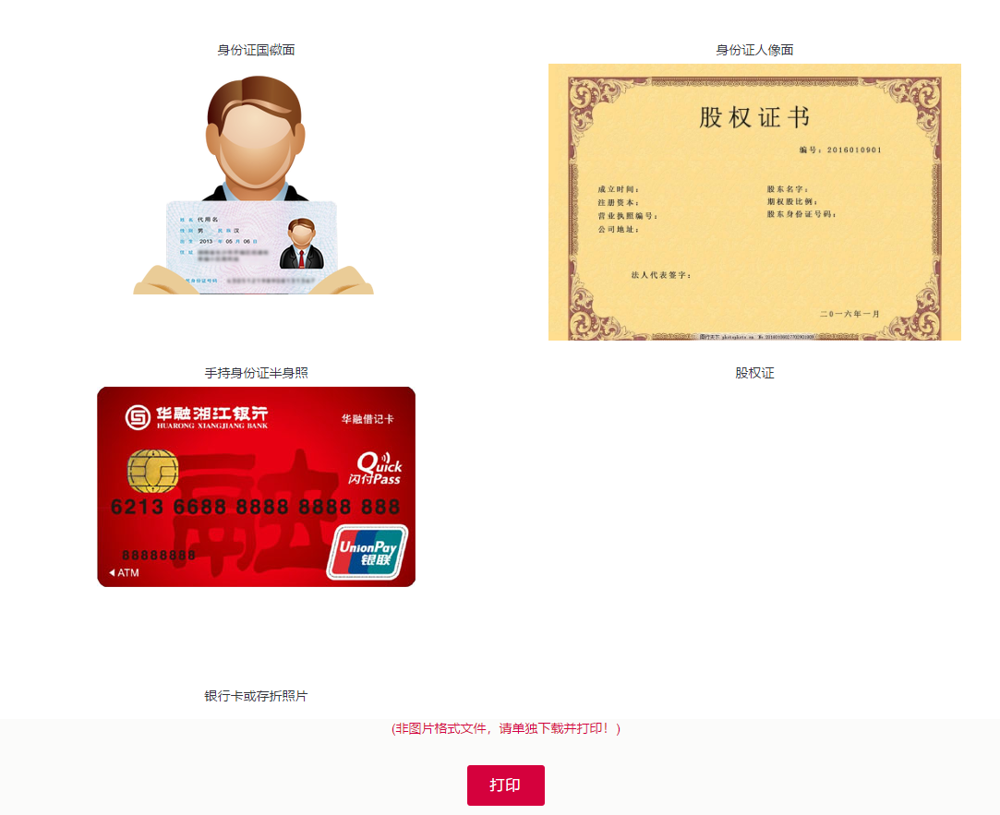 身份证国徽面
身份证人像面
姓名 代用名
性别 男 民族 汉
2013 年 05 月 06 日
住址
公民身份证号码
股权证书
编号：2016010901
成立时间：
注册资本：
营业执照编号：
公司地址：
股东名字：
期权股比例：
股东身份证号码：
法人代表签字：
二0一六年一月
手持身份证半身照
股权证
华融湘江银行
HUARONG XIANGJIANG BANK
华融借记卡
Quick
闪付Pass
6213 6688 8888 8888 888
UnionPay
银联
88888888
ATM
银行卡或存折照片
(非图片格式文件，请单独下载并打印！)
打印